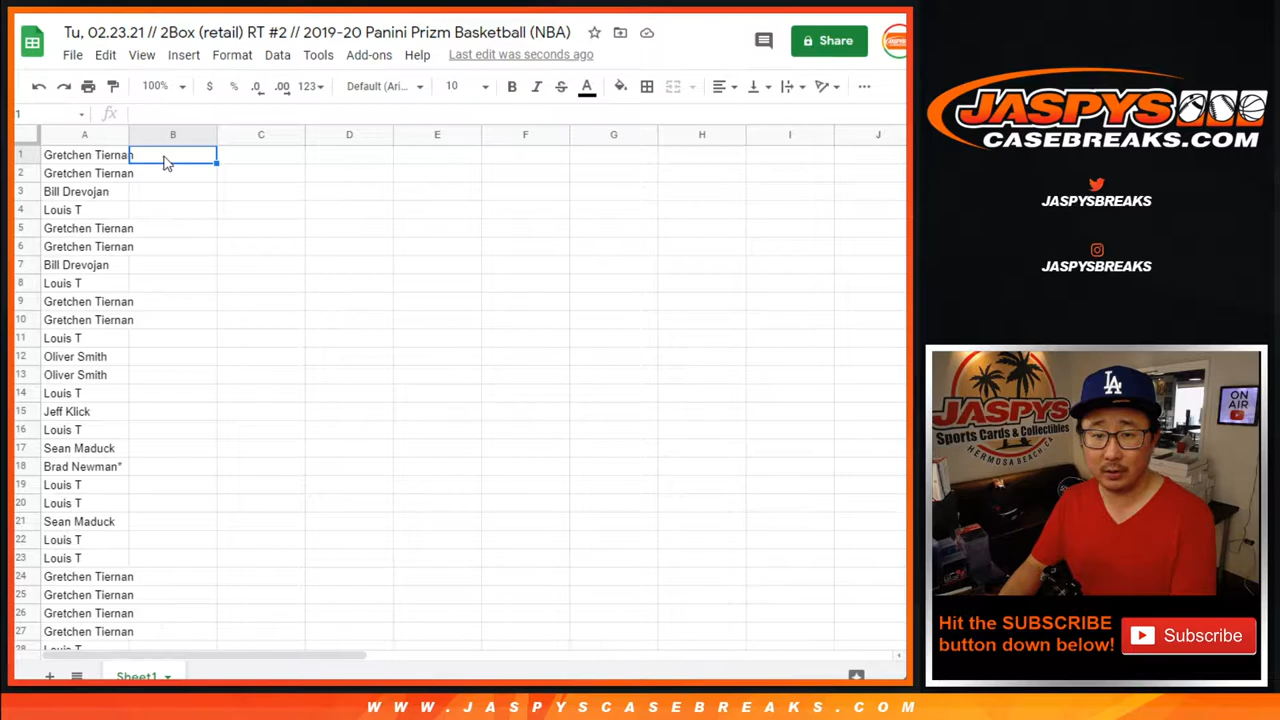 Tu, 02.23.21 // 2Box (retail) RT #2 // 2019-20 Panini Prizm Basketball (NBA)
File Edit View Insert Format Data Tools Add-ons Help Last edit was seconds ago
Share
100% $ % .0 .00 123 Default (Ari... 10 B I S A
1 fx
A B C D E F G H I J
1 Gretchen Tiernan
2 Gretchen Tiernan
3 Bill Drevojan
4 Louis T
5 Gretchen Tiernan
6 Gretchen Tiernan
7 Bill Drevojan
8 Louis T
9 Gretchen Tiernan
10 Gretchen Tiernan
11 Louis T
12 Oliver Smith
13 Oliver Smith
14 Louis T
15 Jeff Klick
16 Louis T
17 Sean Maduck
18 Brad Newman*
19 Louis T
20 Louis T
21 Sean Maduck
22 Louis T
23 Louis T
24 Gretchen Tiernan
25 Gretchen Tiernan
26 Gretchen Tiernan
27 Gretchen Tiernan
28 Louis T
Sheet1
JASPYS
CASEBREAKS.COM
JASPYSBREAKS
JASPYSBREAKS
JASPYS
Sports Cards & Collectibles
HERMOSA BEACH, CA
LA
ON AIR
Hit the SUBSCRIBE
button down below!
Subscribe
WWW.JASPYSCASEBREAKS.COM